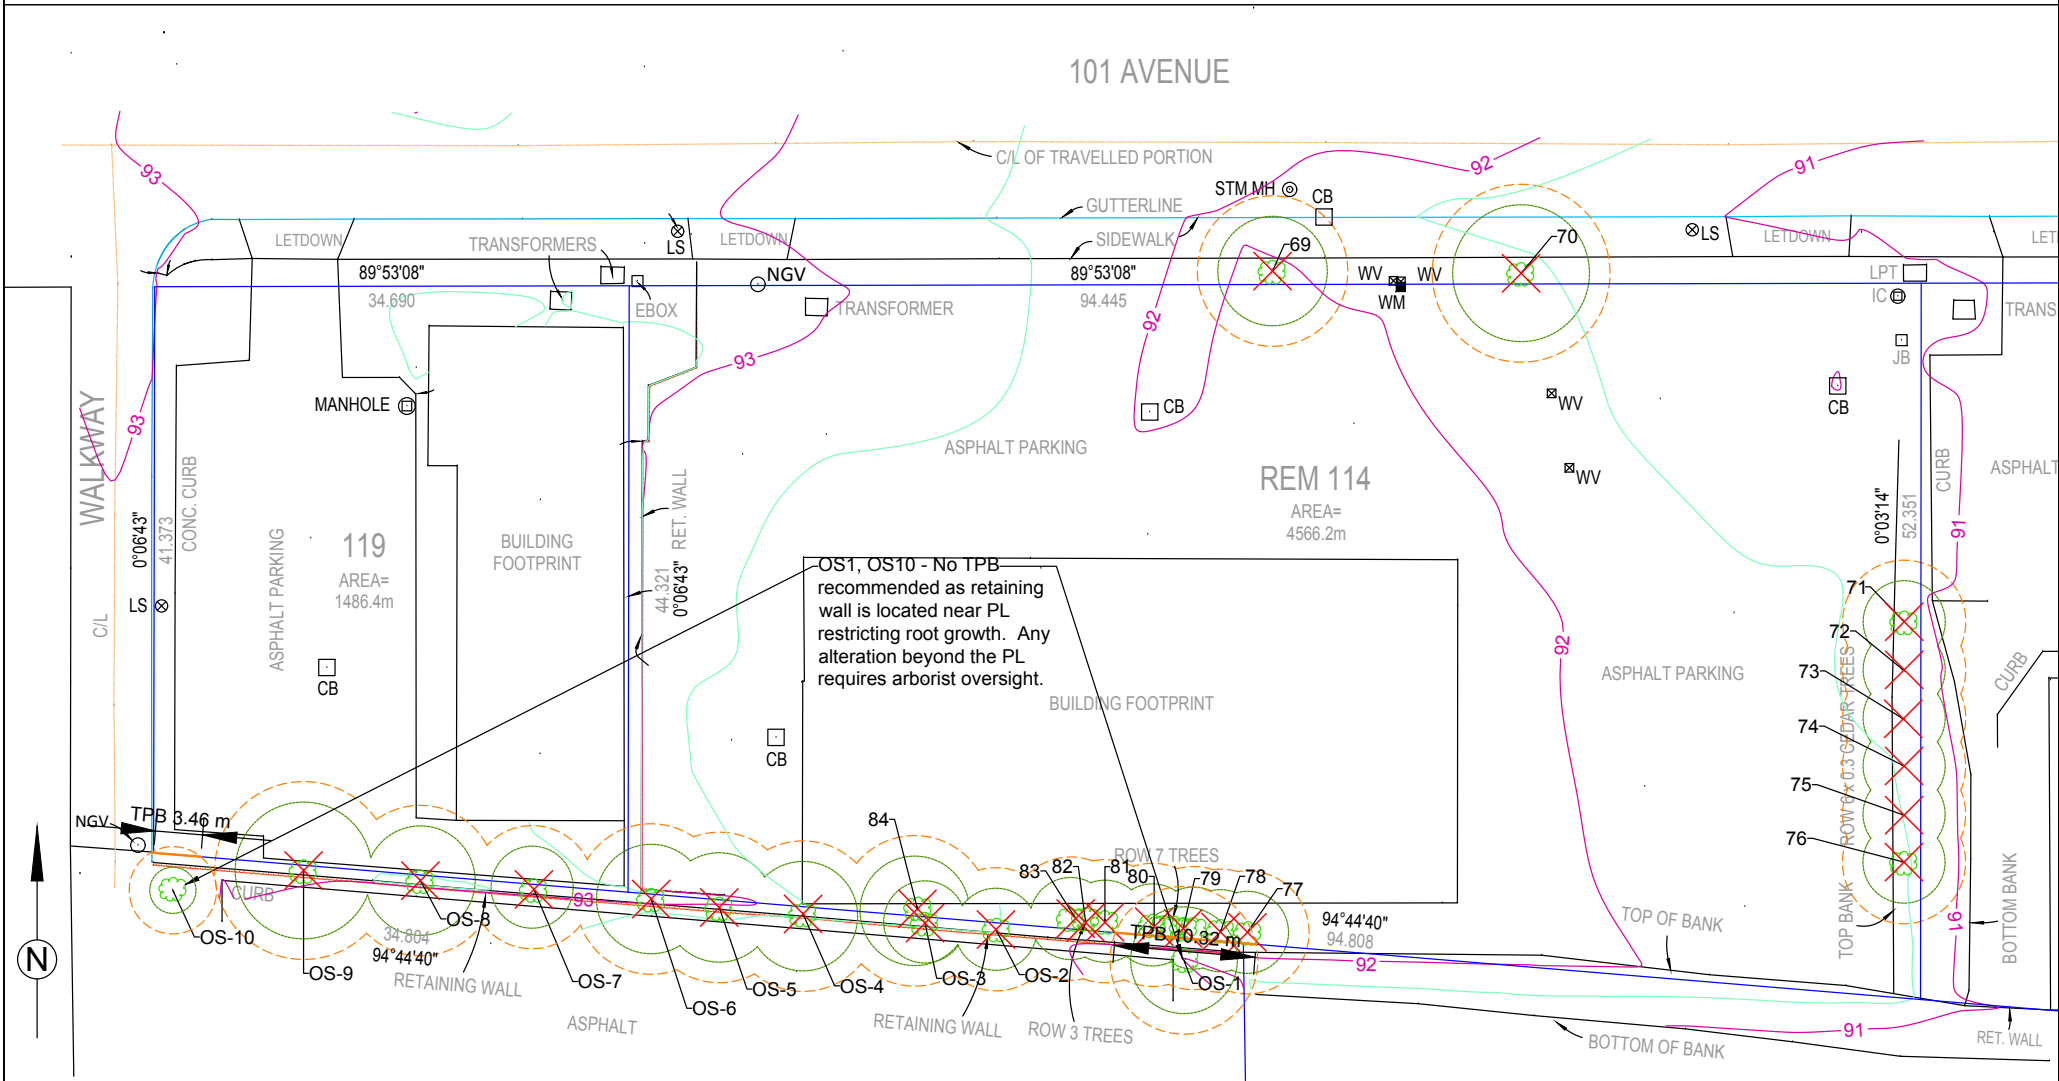 101 AVENUE
C/L OF TRAVELLED PORTION
93
92
91
STM MH
CB
GUTTERLINE
SIDEWALK
LETDOWN
TRANSFORMERS
LS
LETDOWN
69
70
LS
LETDOWN
LET
89°53'08"
34.690
NGV
EBOX
TRANSFORMER
89°53'08"
94.445
WV
WV
WM
LPT
IC
TRANS
JB
CB
93
92
WALKWAY
93
MANHOLE
CB
WV
WV
ASPHALT PARKING
REM 114
AREA=
4566.2m
CURB
ASPHALT
CONC. CURB
0°06'43"
41.373
ASPHALT PARKING
119
AREA=
1486.4m
BUILDING
FOOTPRINT
RET. WALL
44.321
0°06'43"
0°03'14"
52.351
91
OS1, OS10 - No TPB
recommended as retaining
wall is located near PL
restricting root growth. Any
alteration beyond the PL
requires arborist oversight.
LS
C/L
CB
CB
BUILDING FOOTPRINT
92
ASPHALT PARKING
71
72
73
74
75
76
ROW 6 x 0.3 CEDAR TREES
CURB
TOP BANK
BOTTOM BANK
91
NGV
TPB 3.46 m
84
83
82
81
80
79
78
77
ROW 7 TREES
CURB
93
OS-10
OS-9
OS-8
OS-7
OS-6
OS-5
OS-4
OS-3
OS-2
OS-1
TPB 10.32 m
34.804
94°44'40"
94°44'40"
94.808
TOP OF BANK
92
RETAINING WALL
ASPHALT
RETAINING WALL
ROW 3 TREES
BOTTOM OF BANK
91
RET. WALL
N